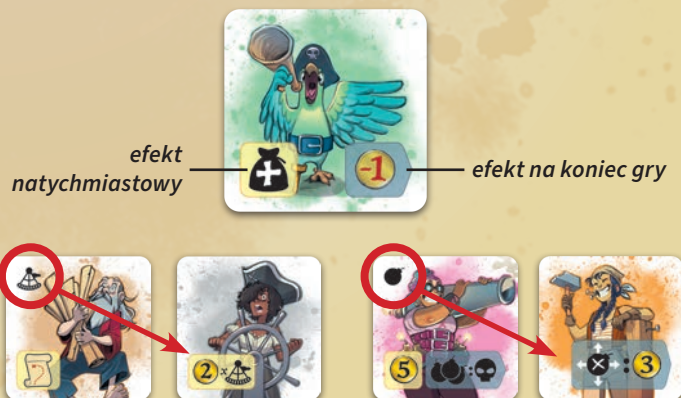 -1
efekt
natychmiastowy
efekt na koniec gry
2 x
5 :
: 3